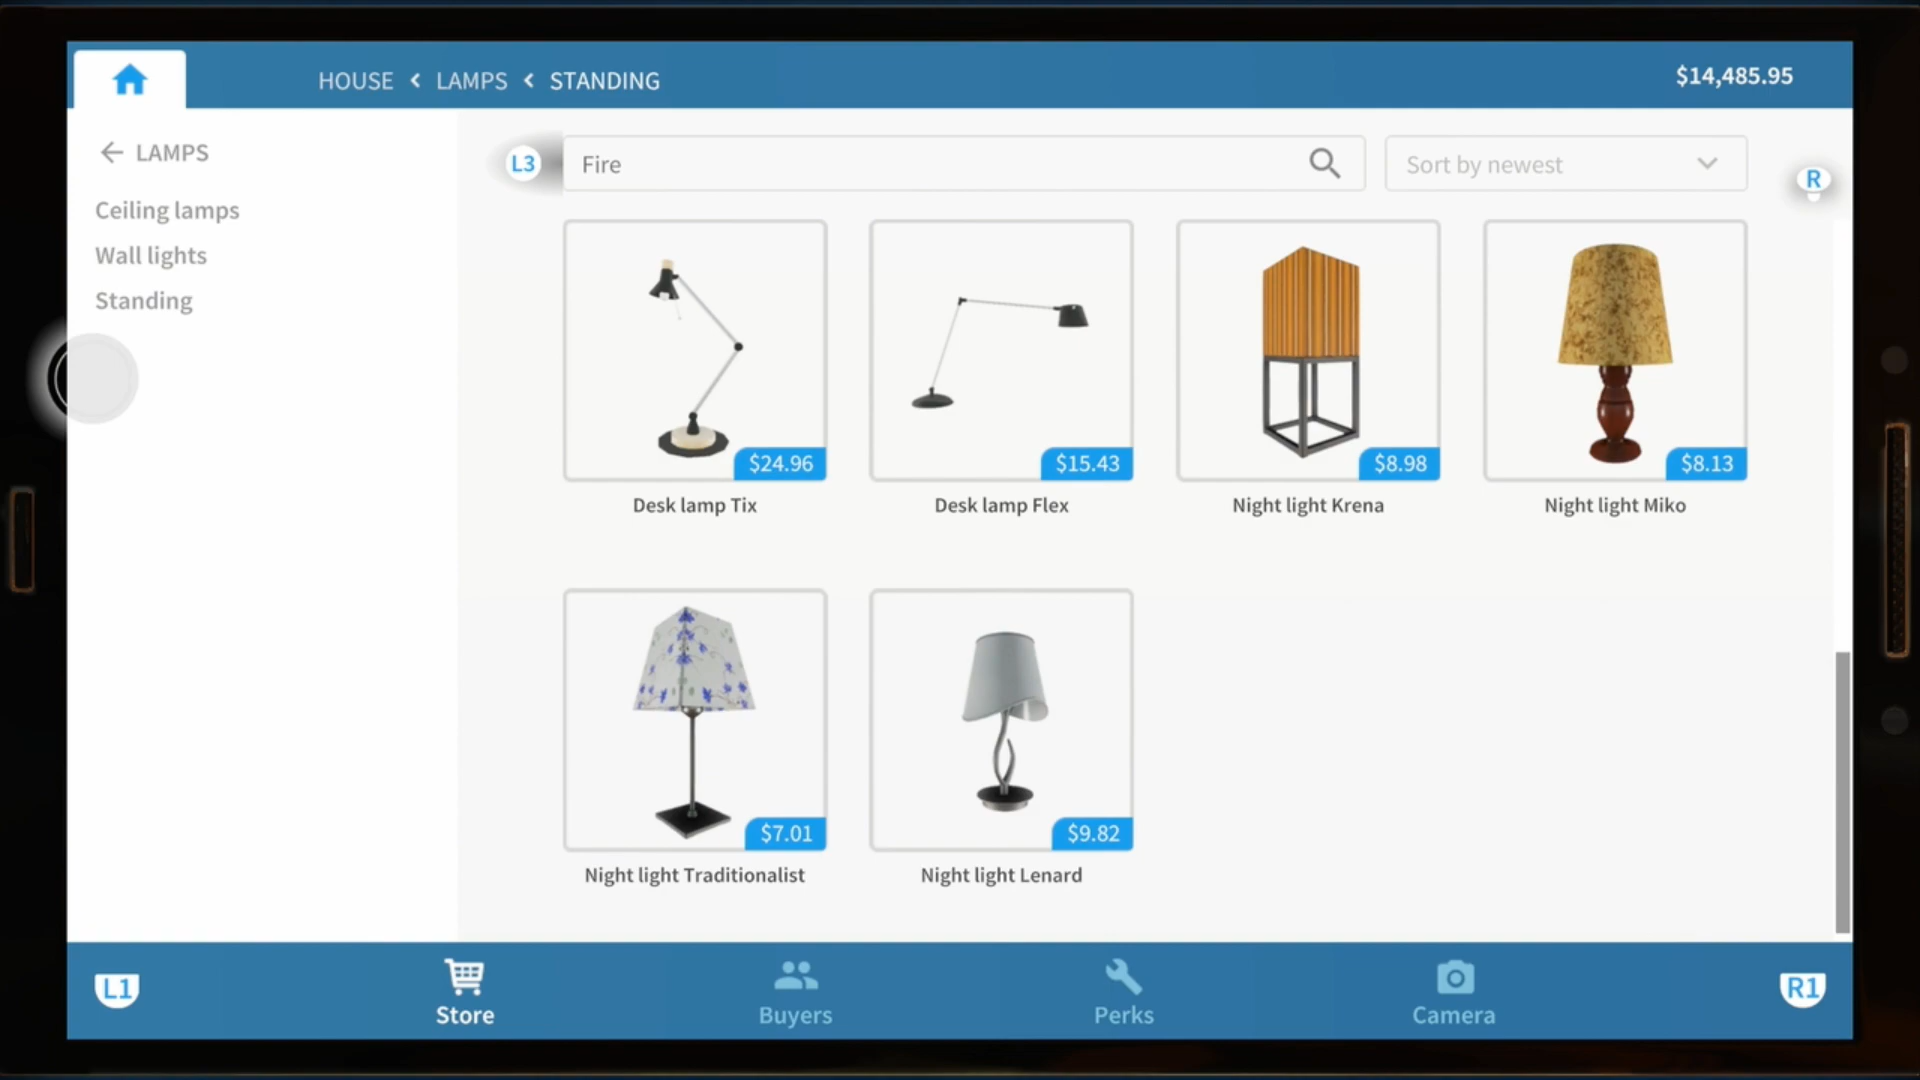 HOUSE < LAMPS < STANDING
$14,485.95
LAMPS
Ceiling lamps
Wall lights
Standing
L3
Fire
Sort by newest
R
$24.96
$15.43
$8.98
$8.13
Desk lamp Tix
Desk lamp Flex
Night light Krena
Night light Miko
$7.01
$9.82
Night light Traditionalist
Night light Lenard
L1
Store
Buyers
Perks
Camera
R1